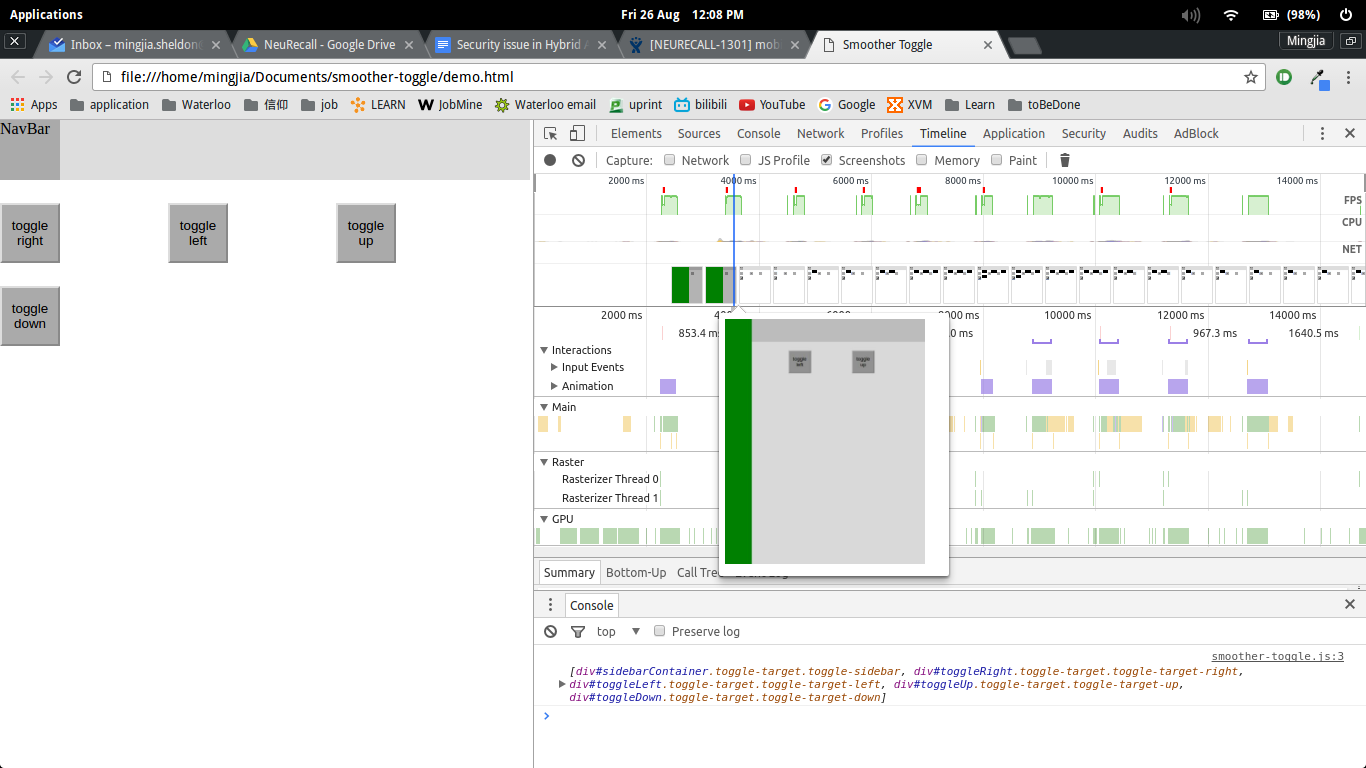 Applications Fri 26 Aug 12:08 PM (98%)
Inbox – mingjia.sheldon@ NeuRecall - Google Drive Security issue in Hybrid A [NEURECALL-1301] mob Smoother Toggle Mingjia
file:///home/mingjia/Documents/smoother-toggle/demo.html
Apps application Waterloo 信仰 job LEARN JobMine Waterloo email uprint bilibili YouTube Google XVM Learn toBeDone
NavBar
toggle right
toggle left
toggle up
toggle down
Elements Sources Console Network Profiles Timeline Application Security Audits AdBlock
Capture: Network JS Profile Screenshots Memory Paint
2000 ms 4000 ms 6000 ms 8000 ms 10000 ms 12000 ms 14000 ms
FPS
CPU
NET
2000 ms 8000 ms 10000 ms 12000 ms 14000 ms
853.4 ms 967.3 ms 1640.5 ms
Interactions
Input Events
Animation
Main
Raster
Rasterizer Thread 0
Rasterizer Thread 1
GPU
toggle left
toggle up
Summary Bottom-Up Call Tree Event Log
Console
top Preserve log
smoother-toggle.js:3
[div#sidebarContainer.toggle-target.toggle-sidebar, div#toggleRight.toggle-target.toggle-target-right,
div#toggleLeft.toggle-target.toggle-target-left, div#toggleUp.toggle-target.toggle-target-up,
div#toggleDown.toggle-target.toggle-target-down]